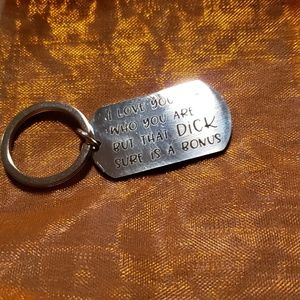 I LOVE YOU
WHO YOU ARE
BUT THAT DICK
SURE IS A BONUS